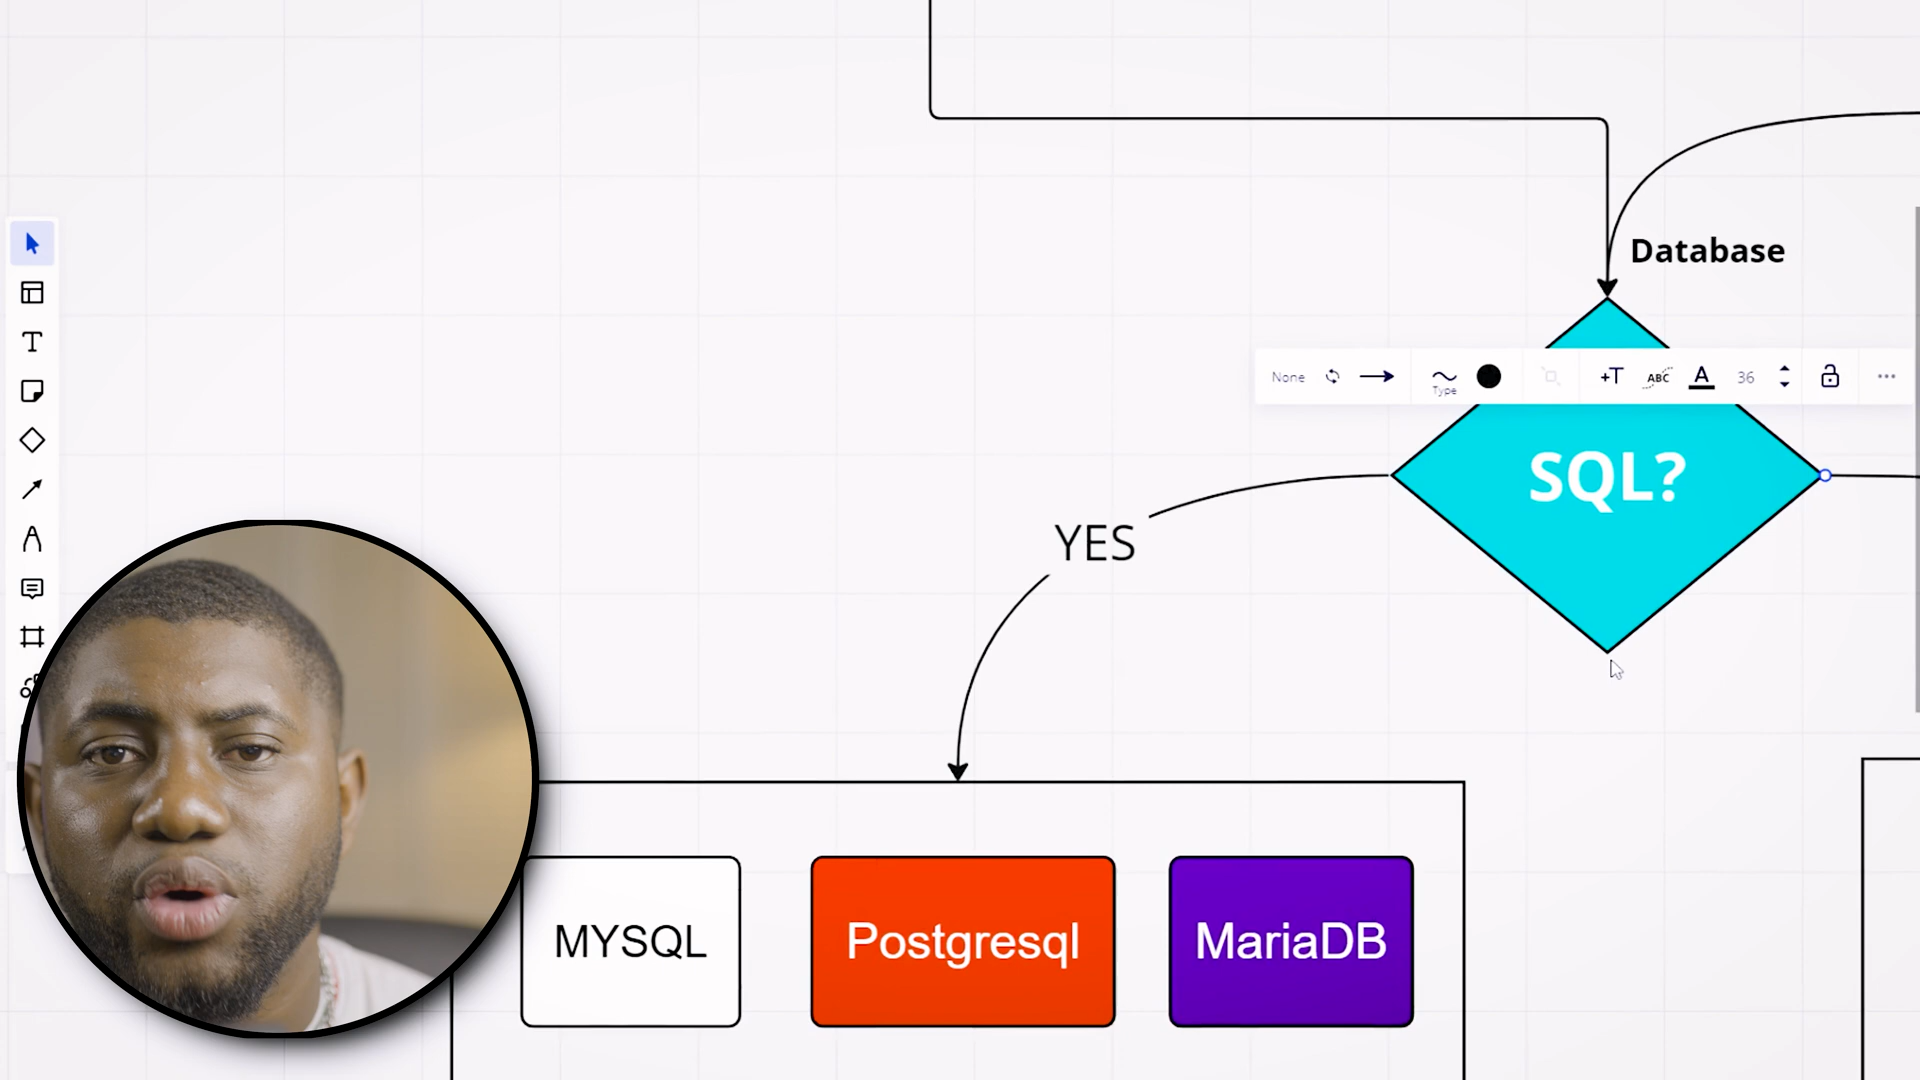 Database
None
Type
+T
ABC
A
36
SQL?
YES
MYSQL
Postgresql
MariaDB